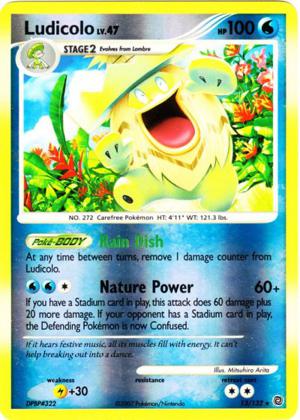 Ludicolo LV.47
HP 100
STAGE 2 Evolves from Lombre
NO. 272 Carefree Pokémon HT: 4'11" WT: 121.3 lbs.
Poké-BODY Rain Dish
At any time between turns, remove 1 damage counter from
Ludicolo.
Nature Power 60+
If you have a Stadium card in play, this attack does 60 damage plus
20 more damage. If your opponent has a Stadium card in play,
the Defending Pokémon is now Confused.
If it hears festive music, all its muscles fill with energy. It can't
help breaking out into a dance.
Illus. Mitsuhiro Arita
weakness resistance retreat cost
+30
DPBP#322 ©2007 Pokémon/Nintendo 13/132